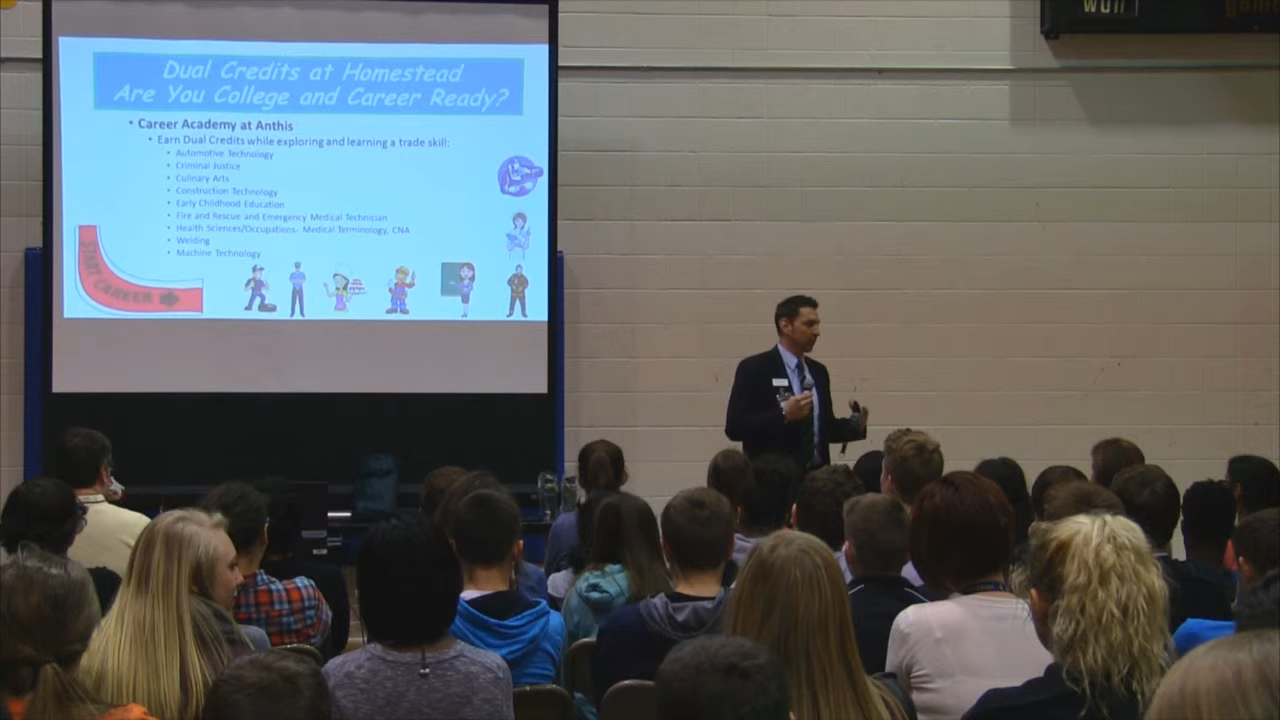 Dual Credits at Homestead
Are You College and Career Ready?
• Career Academy at Anthis
• Earn Dual Credits while exploring and learning a trade skill:
• Automotive Technology
• Criminal Justice
• Culinary Arts
• Construction Technology
• Early Childhood Education
• Fire and Rescue and Emergency Medical Technician
• Health Sciences/Occupations- Medical Terminology, CNA
• Welding
• Machine Technology
START CAREER
WON